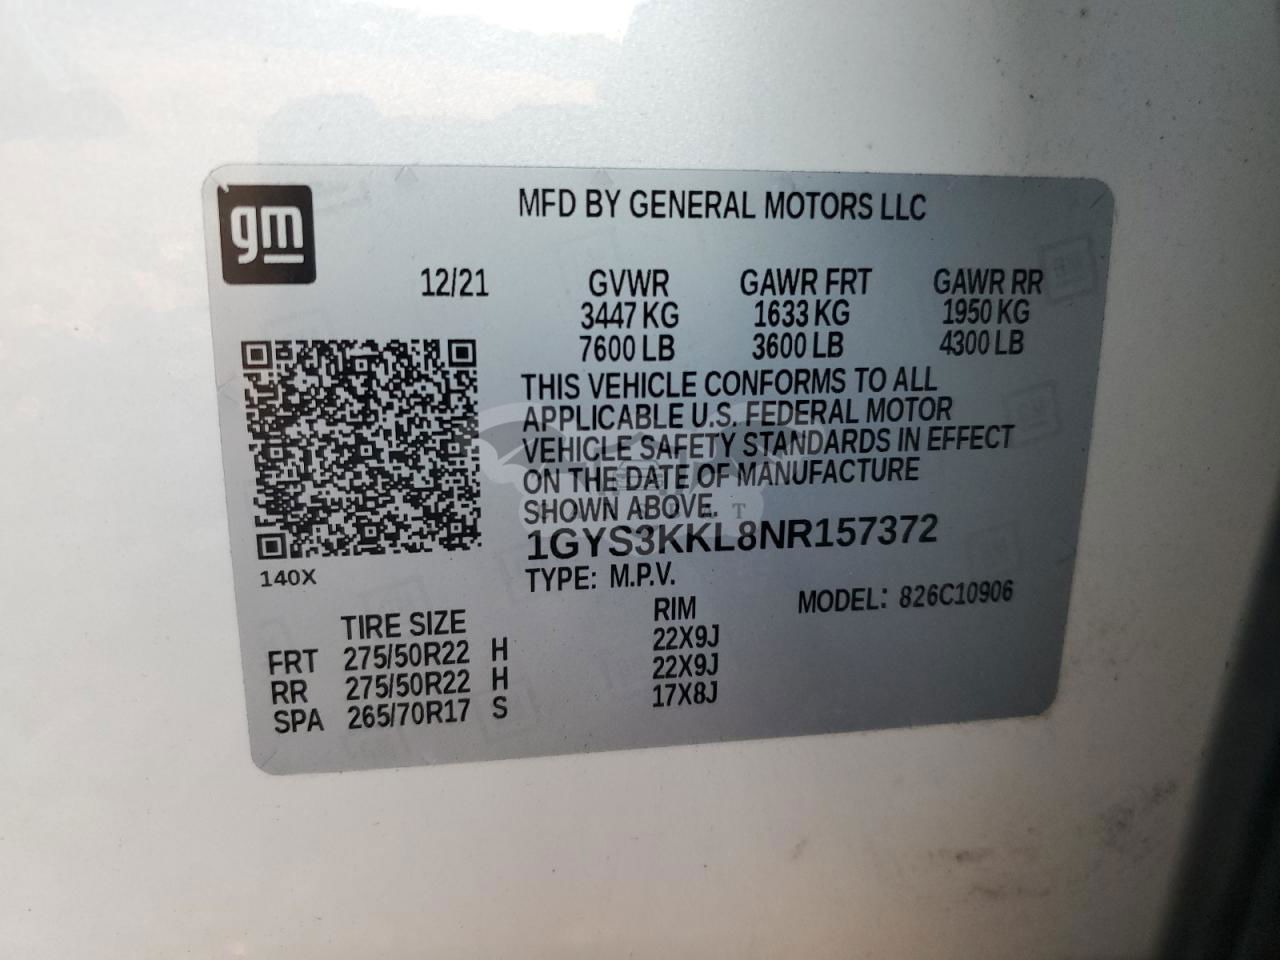 gm
MFD BY GENERAL MOTORS LLC
12/21 GVWR GAWR FRT GAWR RR
3447 KG 1633 KG 1950 KG
7600 LB 3600 LB 4300 LB
THIS VEHICLE CONFORMS TO ALL
APPLICABLE U.S. FEDERAL MOTOR
VEHICLE SAFETY STANDARDS IN EFFECT
ON THE DATE OF MANUFACTURE
SHOWN ABOVE.
1GYS3KKL8NR157372
140X
TYPE: M.P.V. MODEL: 826C10906
TIRE SIZE RIM
FRT 275/50R22 H 22X9J
RR 275/50R22 H 22X9J
SPA 265/70R17 S 17X8J